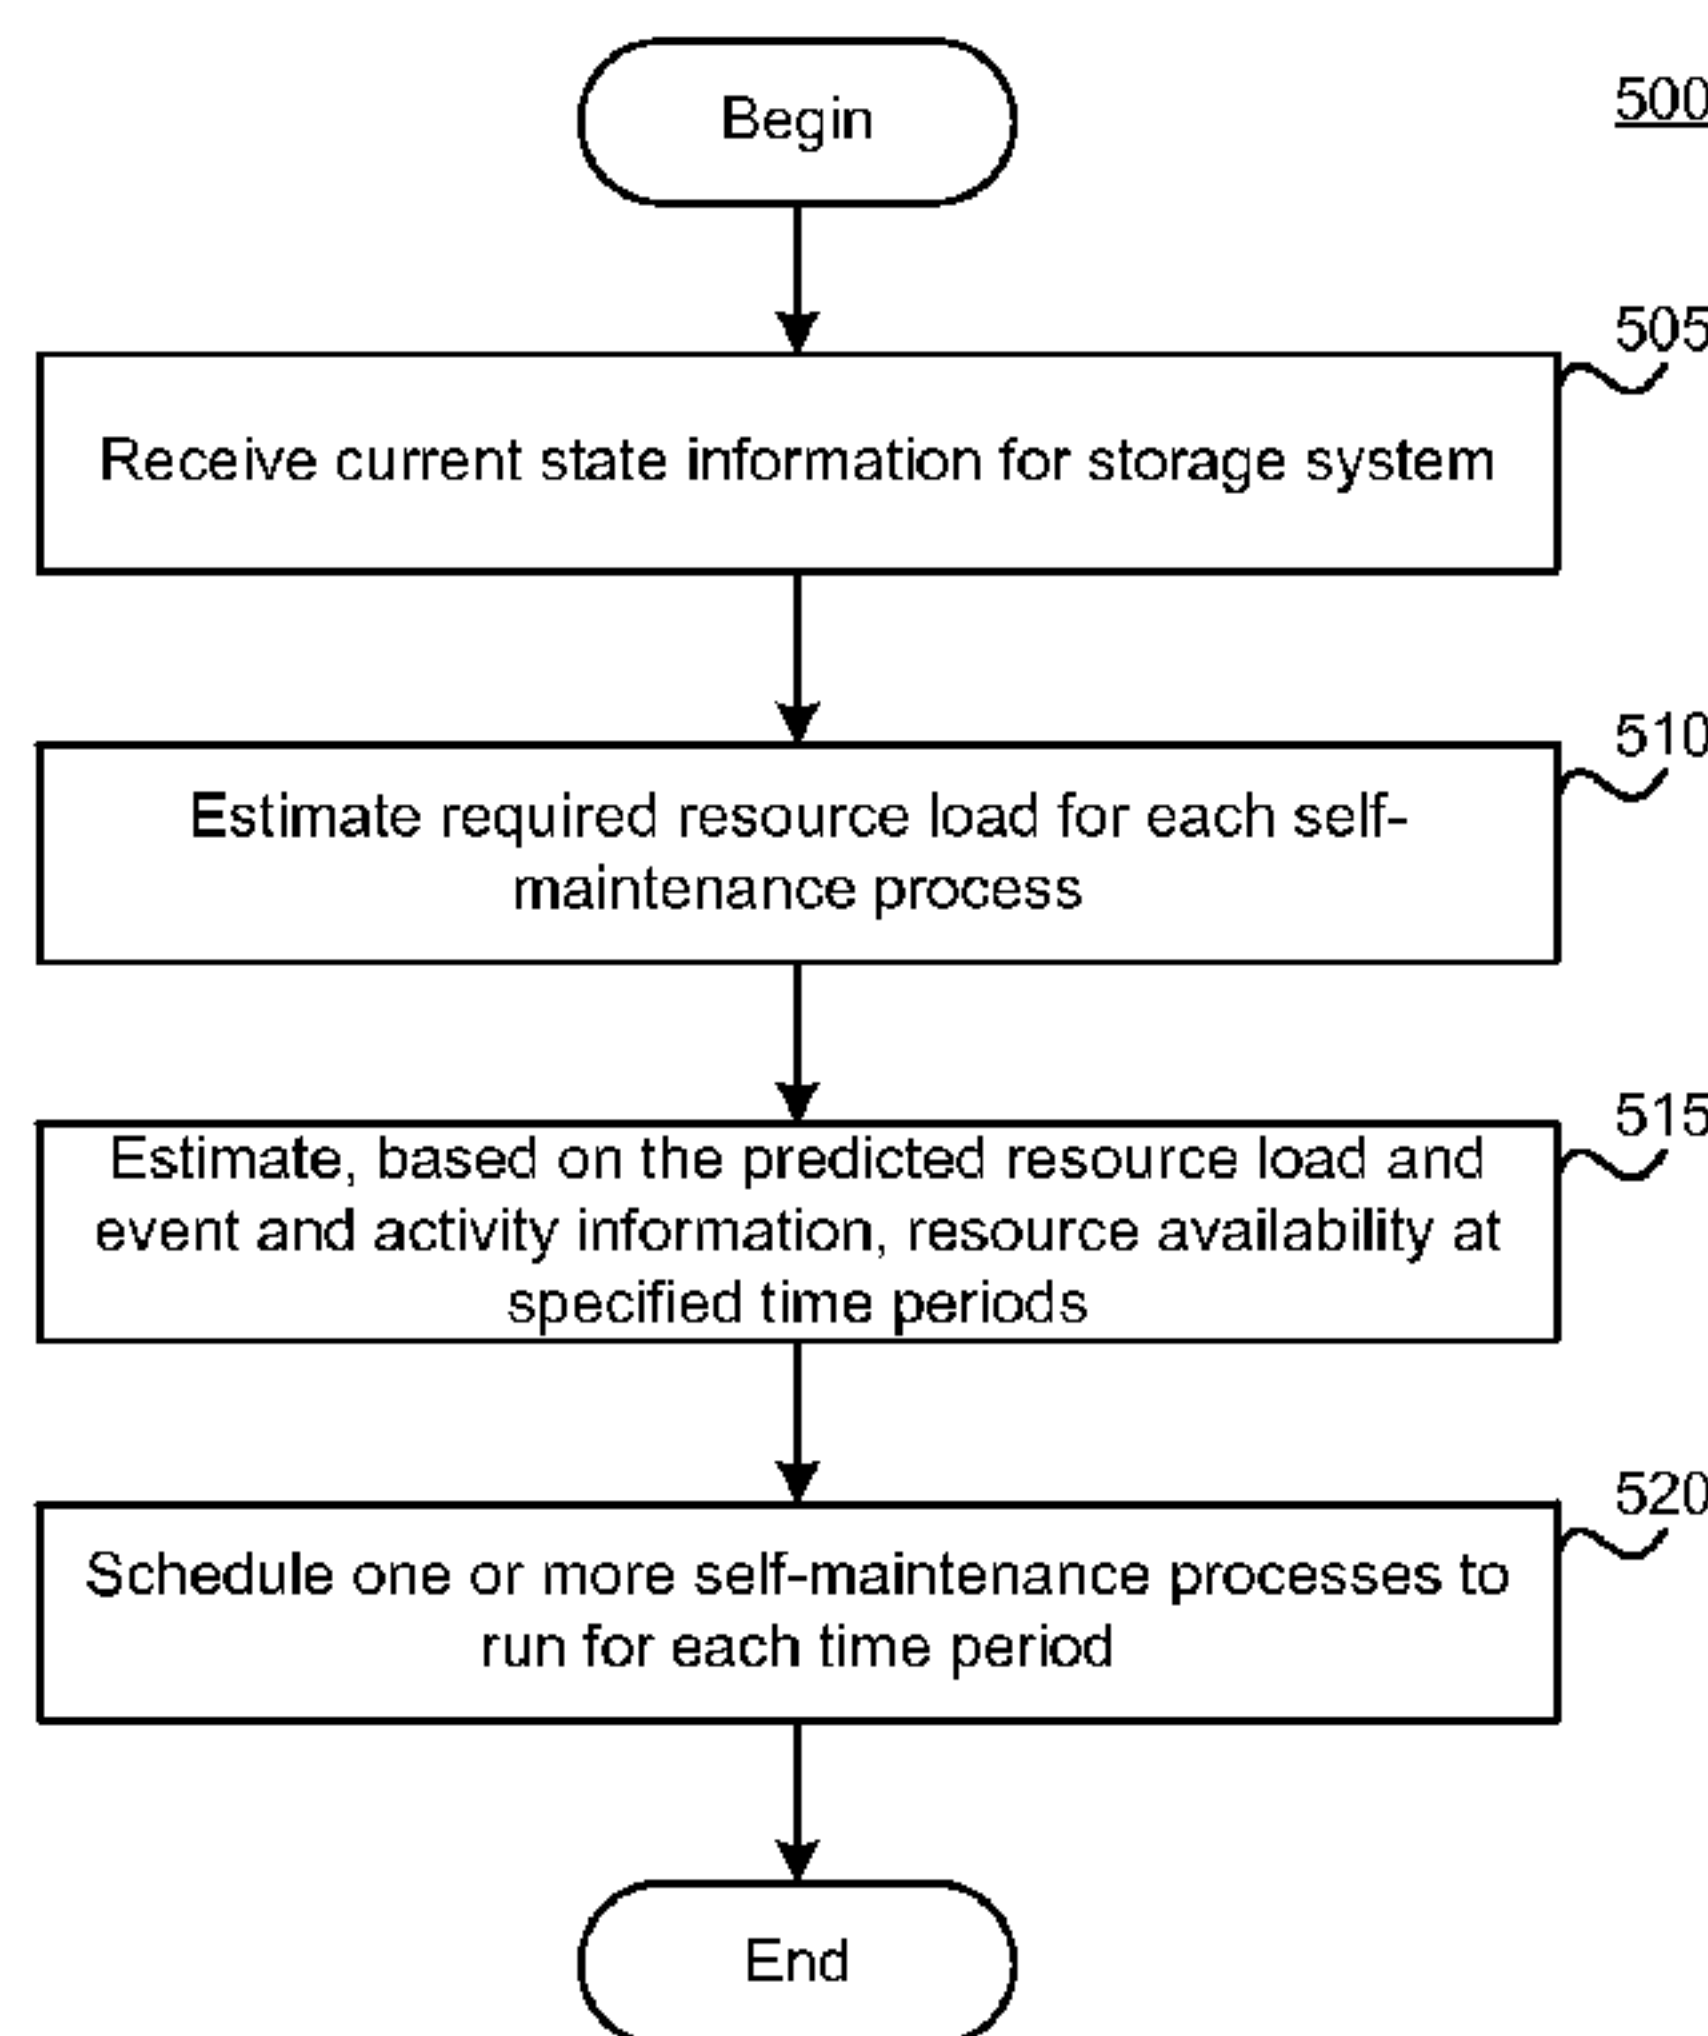 Begin
500
505
Receive current state information for storage system
510
Estimate required resource load for each self-
maintenance process
515
Estimate, based on the predicted resource load and
event and activity information, resource availability at
specified time periods
520
Schedule one or more self-maintenance processes to
run for each time period
End